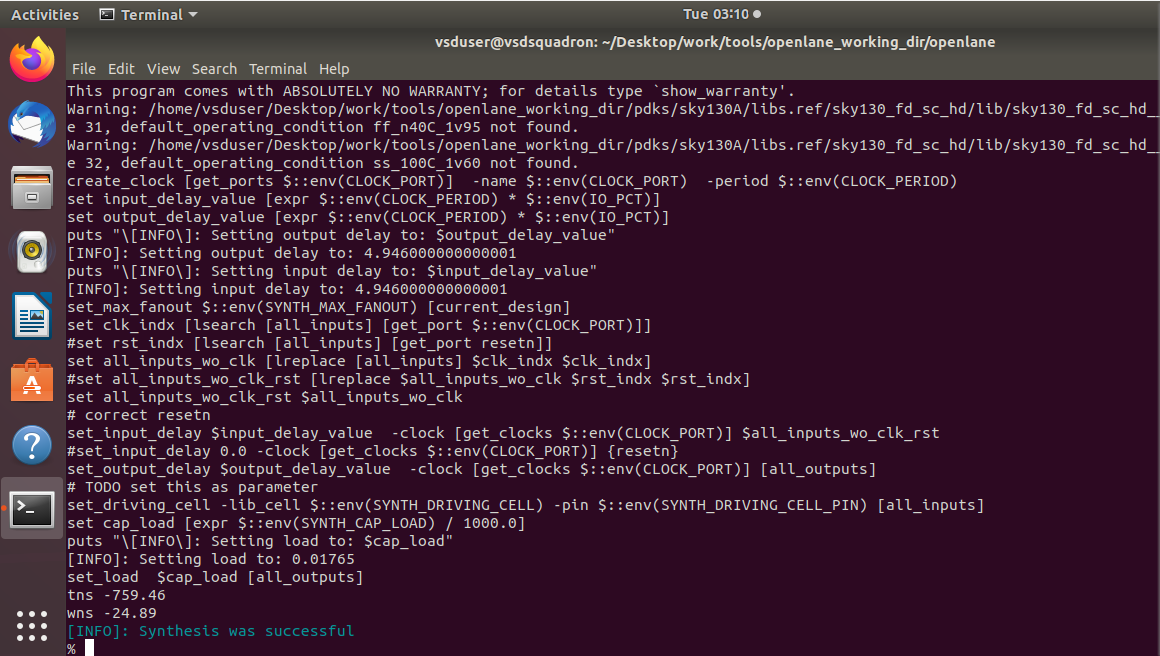 Activities Terminal Tue 03:10
vsduser@vsdsquadron: ~/Desktop/work/tools/openlane_working_dir/openlane
File Edit View Search Terminal Help
This program comes with ABSOLUTELY NO WARRANTY; for details type `show_warranty'.
Warning: /home/vsduser/Desktop/work/tools/openlane_working_dir/pdks/sky130A/libs.ref/sky130_fd_sc_hd/lib/sky130_fd_sc_hd__
e 31, default_operating_condition ff_n40C_1v95 not found.
Warning: /home/vsduser/Desktop/work/tools/openlane_working_dir/pdks/sky130A/libs.ref/sky130_fd_sc_hd/lib/sky130_fd_sc_hd__
e 32, default_operating_condition ss_100C_1v60 not found.
create_clock [get_ports $::env(CLOCK_PORT)]  -name $::env(CLOCK_PORT)  -period $::env(CLOCK_PERIOD)
set input_delay_value [expr $::env(CLOCK_PERIOD) * $::env(IO_PCT)]
set output_delay_value [expr $::env(CLOCK_PERIOD) * $::env(IO_PCT)]
puts "\[INFO\]: Setting output delay to: $output_delay_value"
[INFO]: Setting output delay to: 4.946000000000001
puts "\[INFO\]: Setting input delay to: $input_delay_value"
[INFO]: Setting input delay to: 4.946000000000001
set_max_fanout $::env(SYNTH_MAX_FANOUT) [current_design]
set clk_indx [lsearch [all_inputs] [get_port $::env(CLOCK_PORT)]]
#set rst_indx [lsearch [all_inputs] [get_port resetn]]
set all_inputs_wo_clk [lreplace [all_inputs] $clk_indx $clk_indx]
#set all_inputs_wo_clk_rst [lreplace $all_inputs_wo_clk $rst_indx $rst_indx]
set all_inputs_wo_clk_rst $all_inputs_wo_clk
# correct resetn
set_input_delay $input_delay_value  -clock [get_clocks $::env(CLOCK_PORT)] $all_inputs_wo_clk_rst
#set_input_delay 0.0 -clock [get_clocks $::env(CLOCK_PORT)] {resetn}
set_output_delay $output_delay_value  -clock [get_clocks $::env(CLOCK_PORT)] [all_outputs]
# TODO set this as parameter
set_driving_cell -lib_cell $::env(SYNTH_DRIVING_CELL) -pin $::env(SYNTH_DRIVING_CELL_PIN) [all_inputs]
set cap_load [expr $::env(SYNTH_CAP_LOAD) / 1000.0]
puts "\[INFO\]: Setting load to: $cap_load"
[INFO]: Setting load to: 0.01765
set_load  $cap_load [all_outputs]
tns -759.46
wns -24.89
[INFO]: Synthesis was successful
%